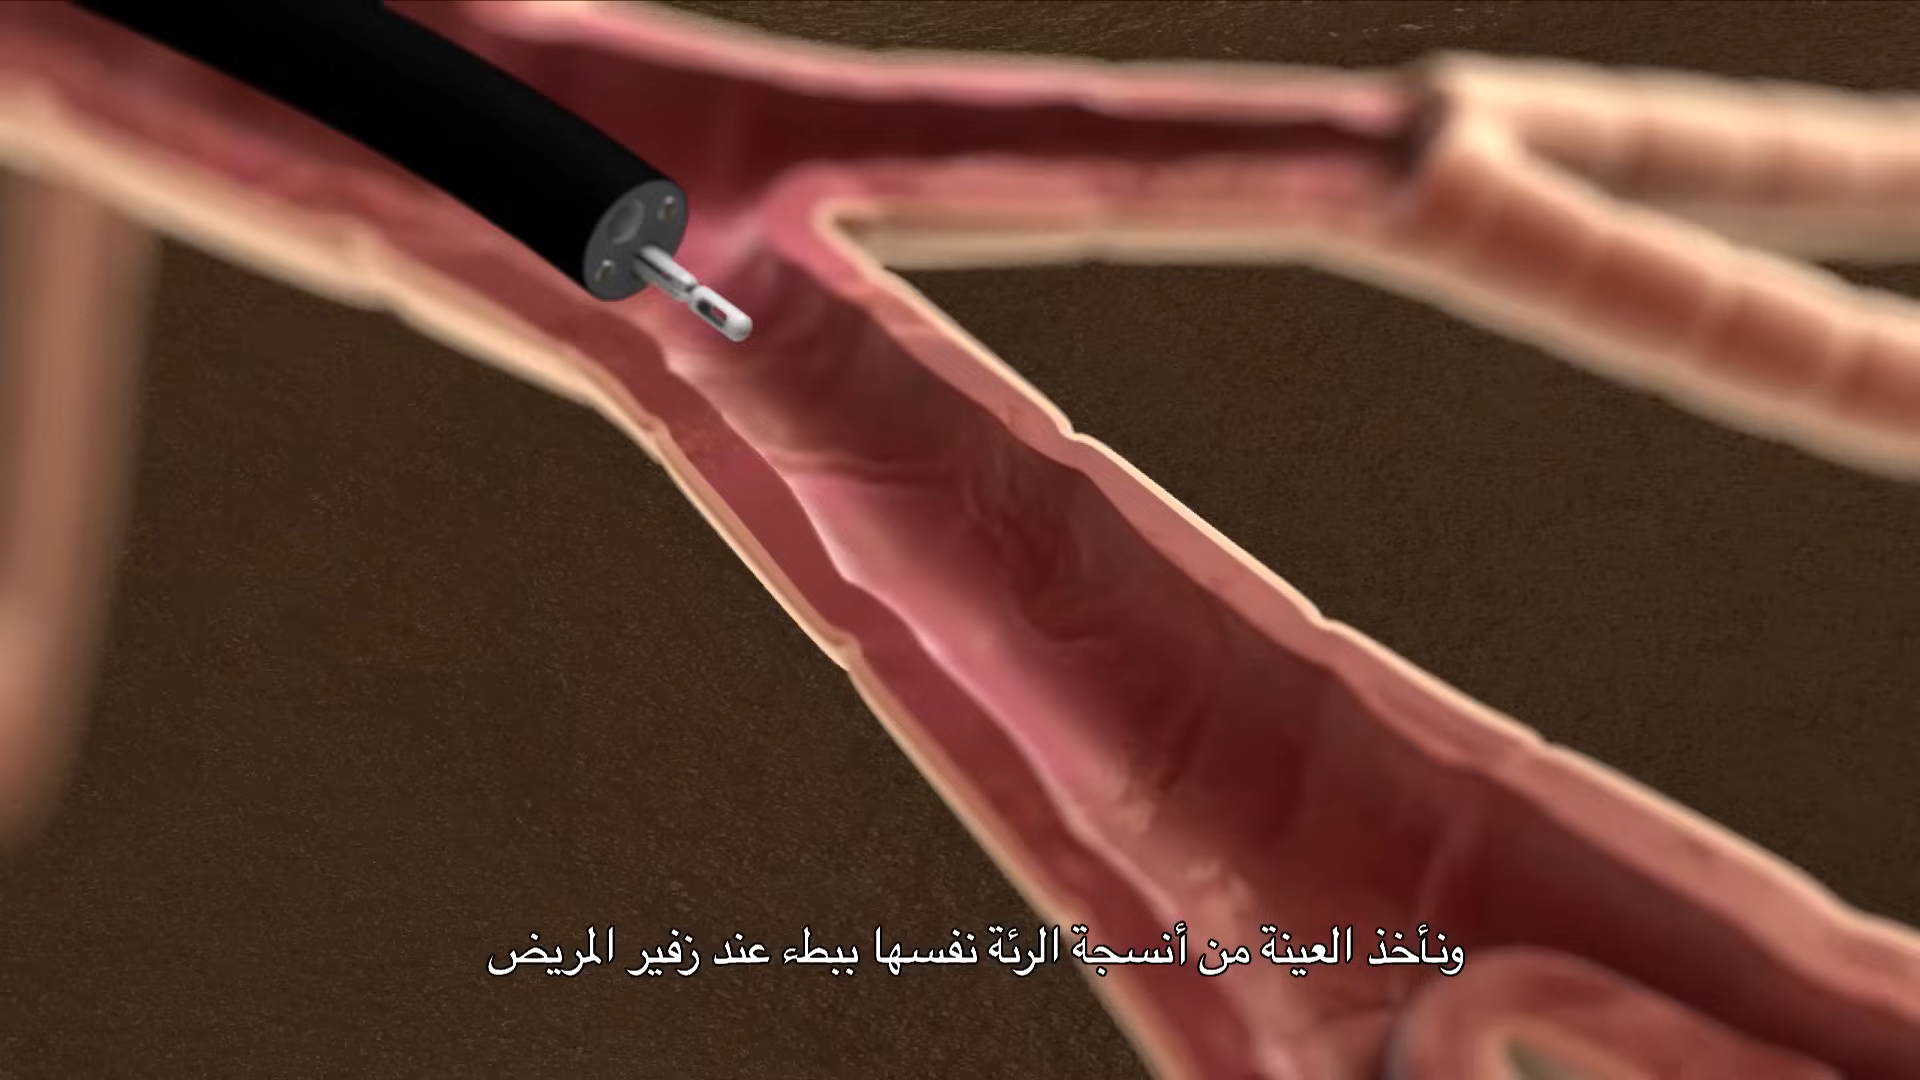 ونأخذ العينة من أنسجة الرئة نفسها ببطء عند زفير المريض